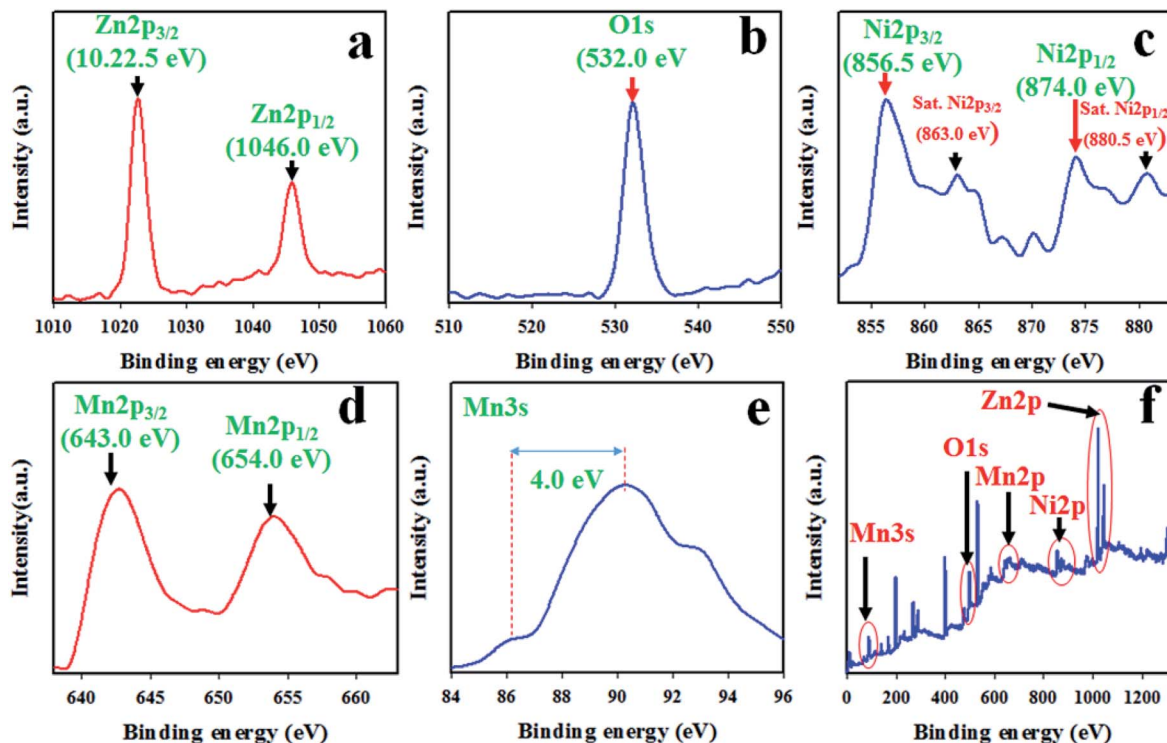 a
Zn2p3/2
(10.22.5 eV)
Zn2p1/2
(1046.0 eV)
Intensity (a.u.)
1010 1020 1030 1040 1050 1060
Binding energy (eV)
b
O1s
(532.0 eV
Intensity (a.u.)
510 520 530 540 550
Binding energy (eV)
c
Ni2p3/2
(856.5 eV)
Ni2p1/2
(874.0 eV)
Sat. Ni2p3/2
(863.0 eV)
Sat. Ni2p1/2
(880.5 eV)
Intensity (a.u.)
855 860 865 870 875 880
Binding energy (eV)
d
Mn2p3/2
(643.0 eV)
Mn2p1/2
(654.0 eV)
Intensity(a.u.)
640 645 650 655 660
Binding energy (eV)
e
Mn3s
4.0 eV
Intensity (a.u.)
84 86 88 90 92 94 96
Binding energy (eV)
f
Zn2p
O1s
Mn2p
Ni2p
Mn3s
Intensity (a.u.)
0 200 400 600 800 1000 1200
Binding energy (eV)